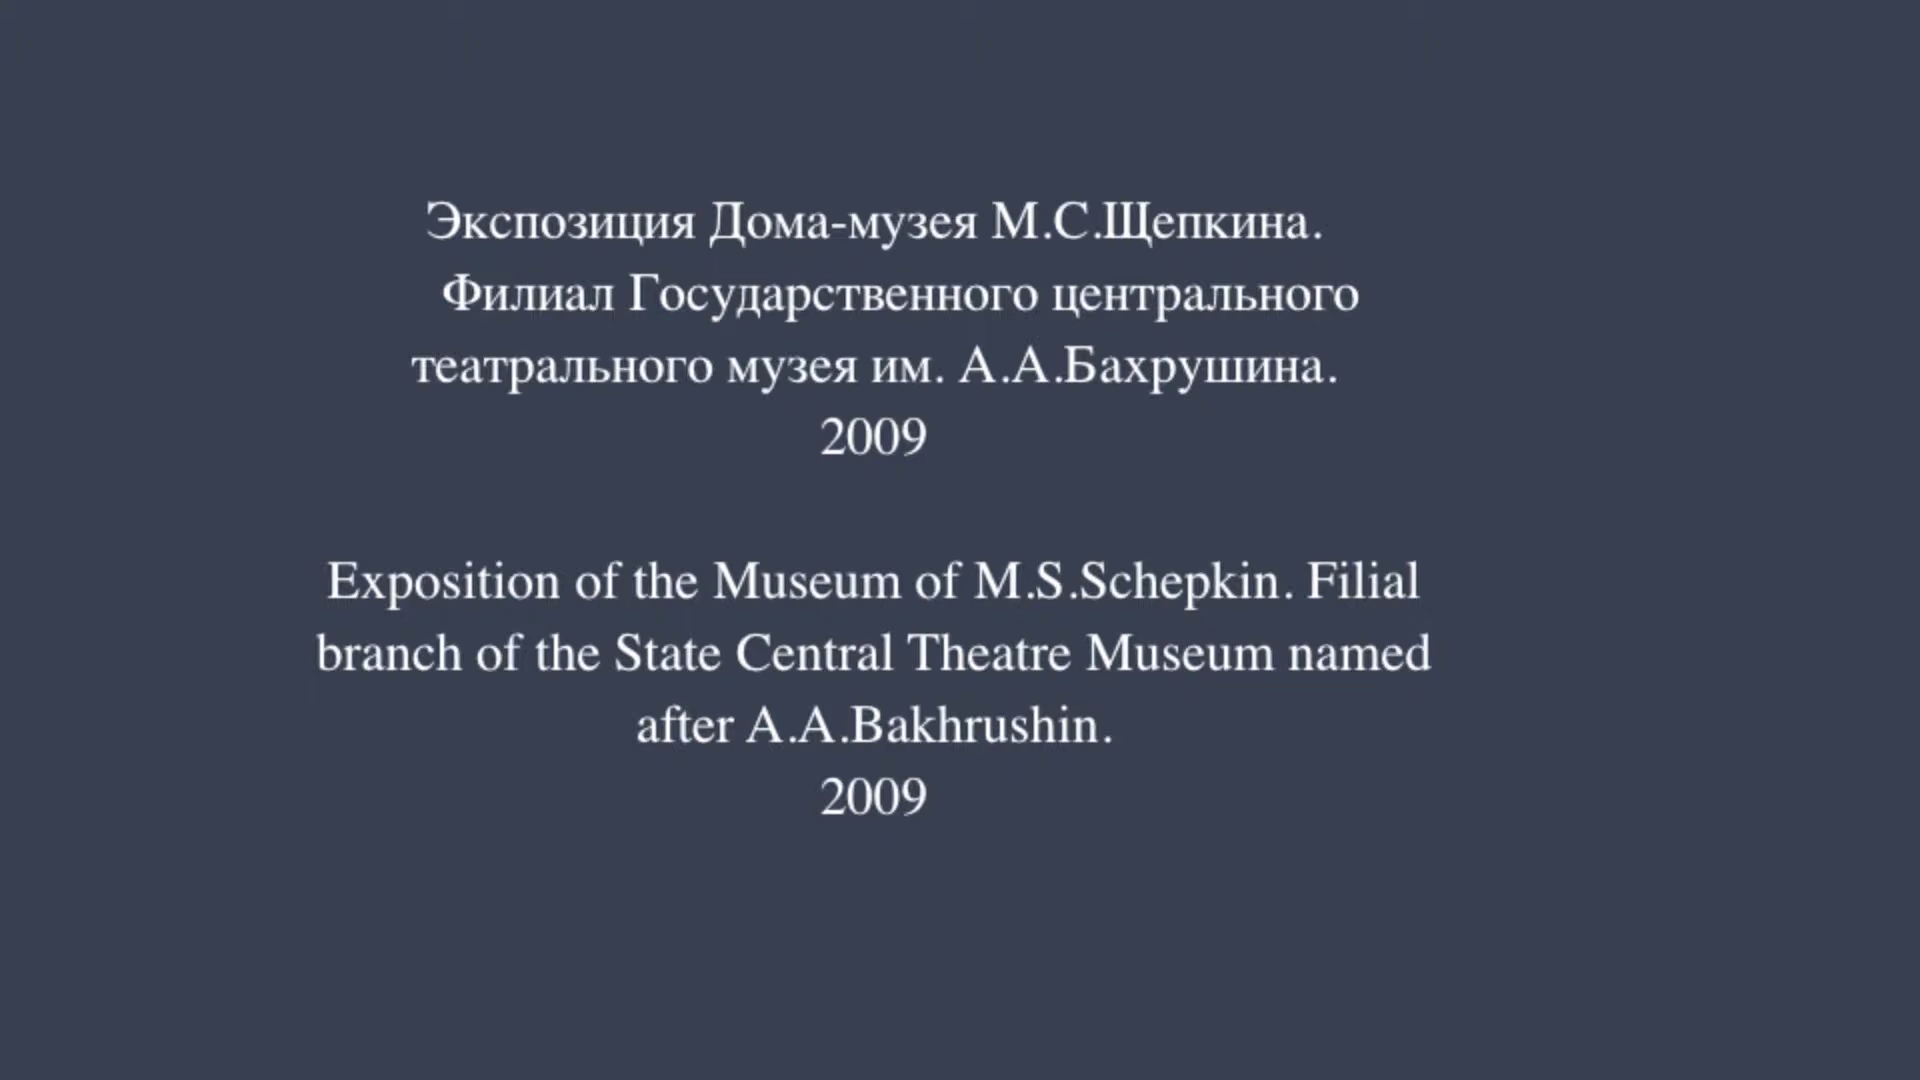 Экспозиция Дома-музея М.С.Щепкина.
Филиал Государственного центрального
театрального музея им. А.А.Бахрушина.
2009
Exposition of the Museum of M.S.Schepkin. Filial
branch of the State Central Theatre Museum named
after A.A.Bakhrushin.
2009